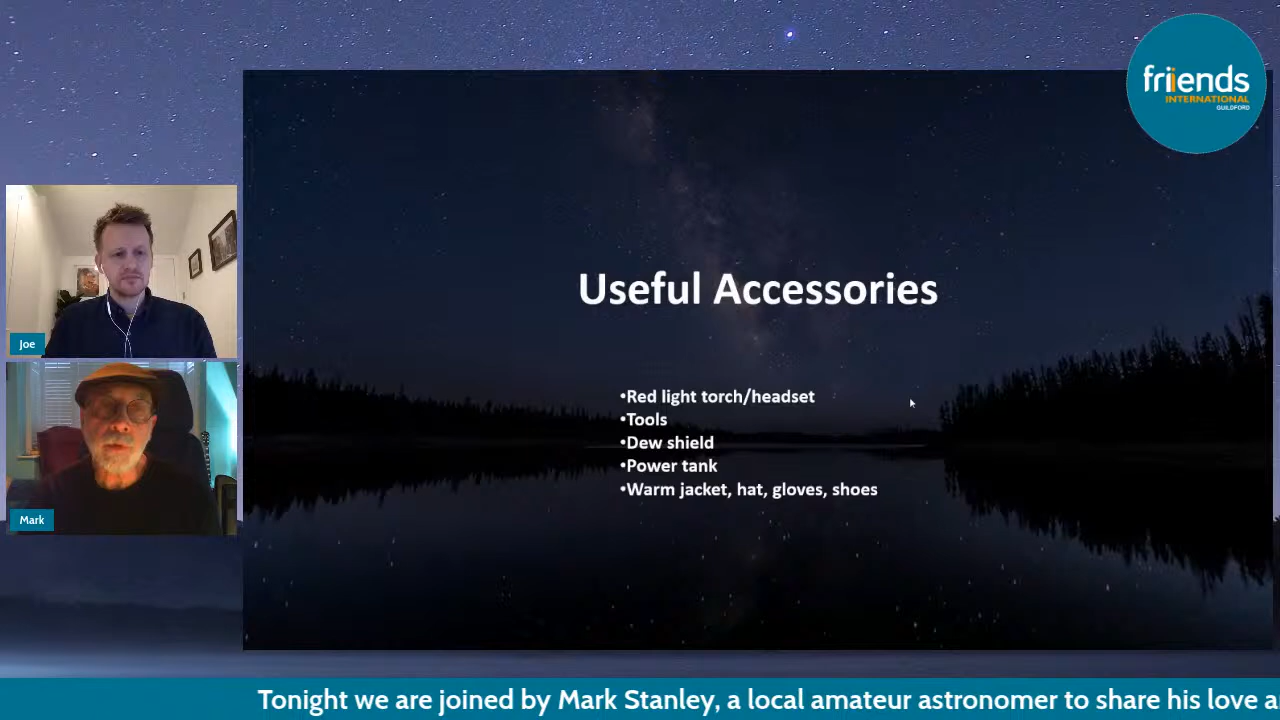 friends
INTERNATIONAL
GUILDFORD
Useful Accessories
•Red light torch/headset
•Tools
•Dew shield
•Power tank
•Warm jacket, hat, gloves, shoes
Joe
Mark
Tonight we are joined by Mark Stanley, a local amateur astronomer to share his love a